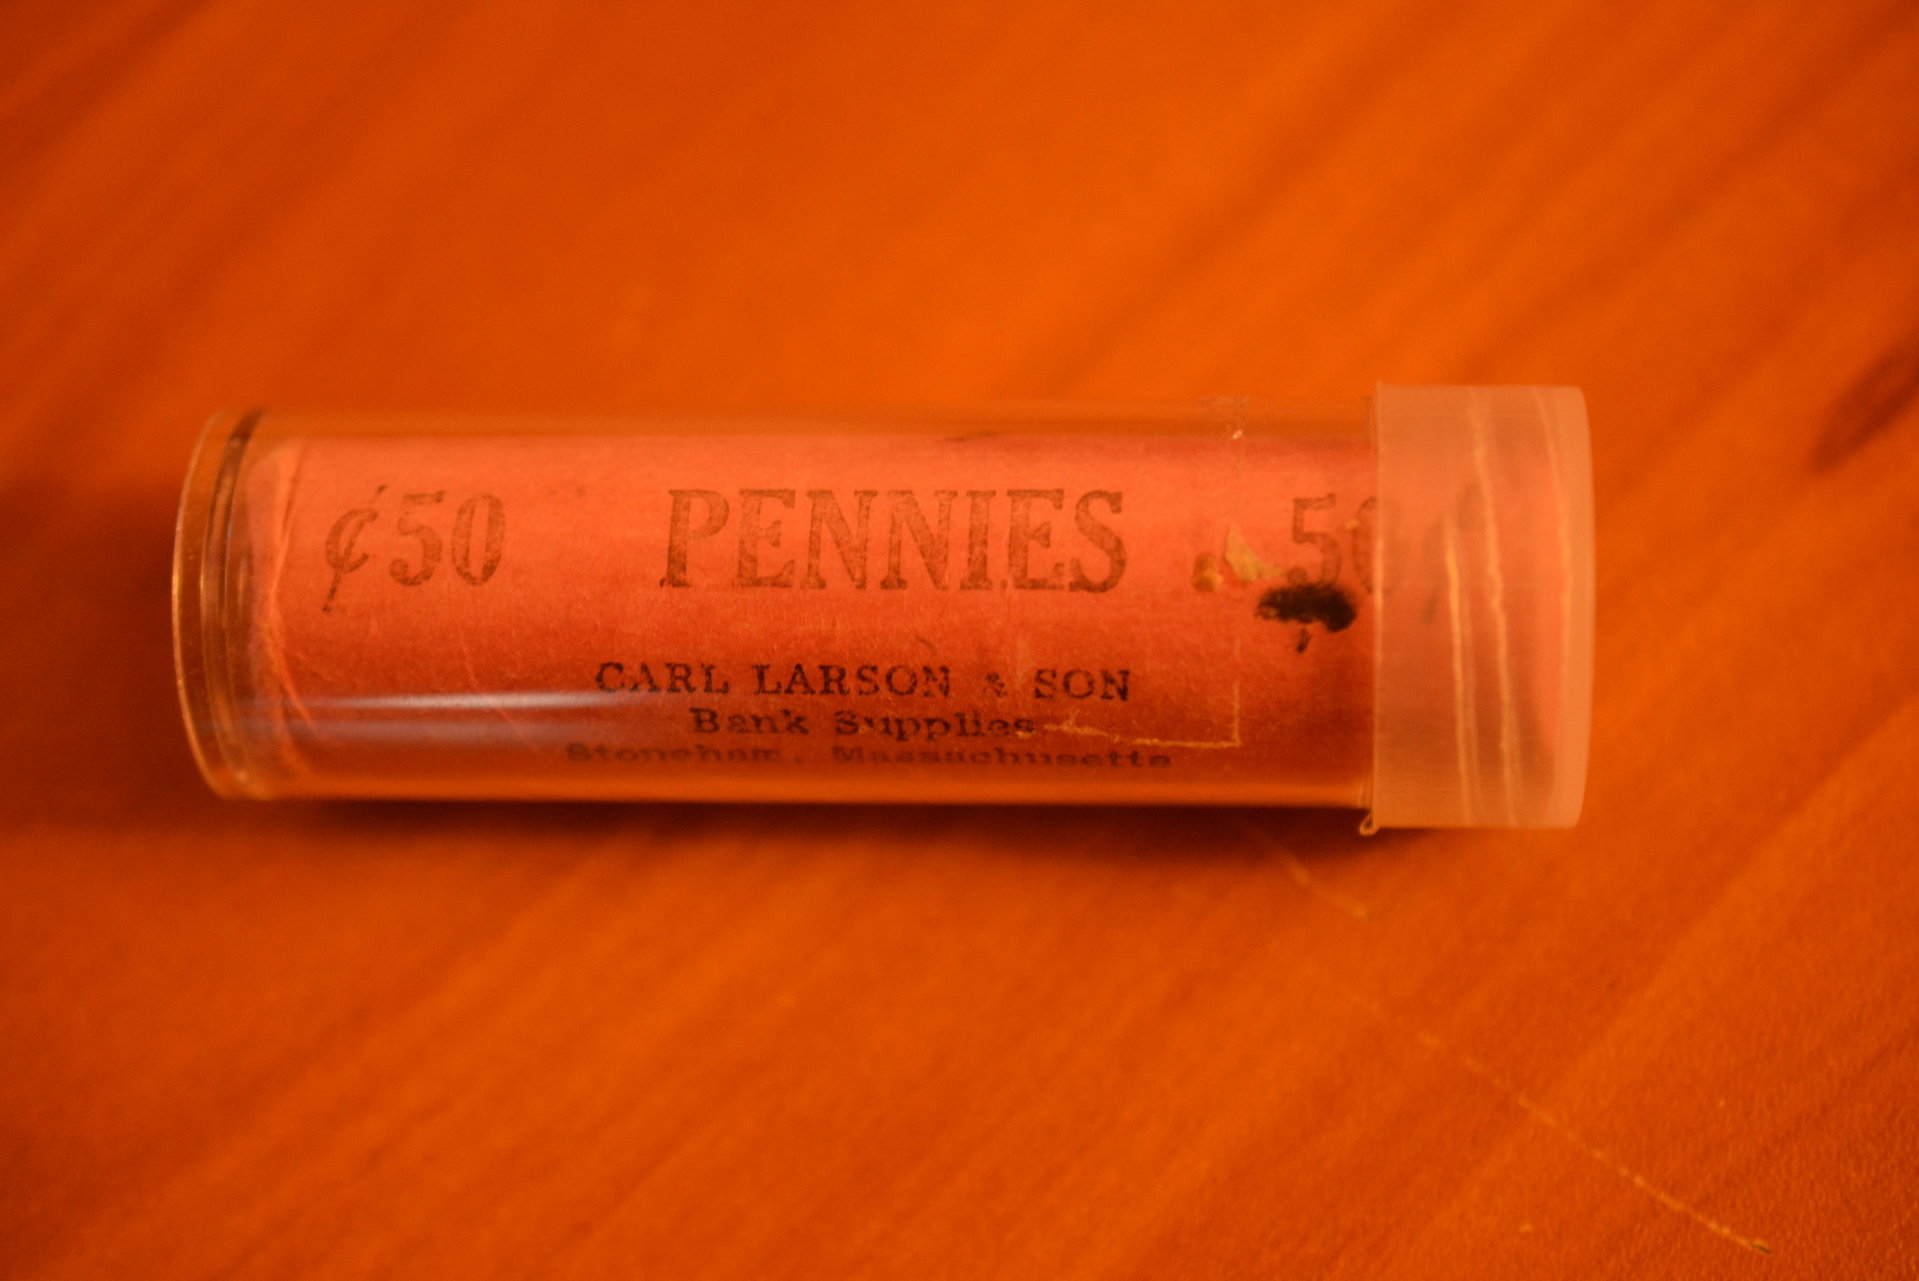 ¢50 PENNIES 50
CARL LARSON & SON
Bank Supplies
Stoneham, Massachusetts